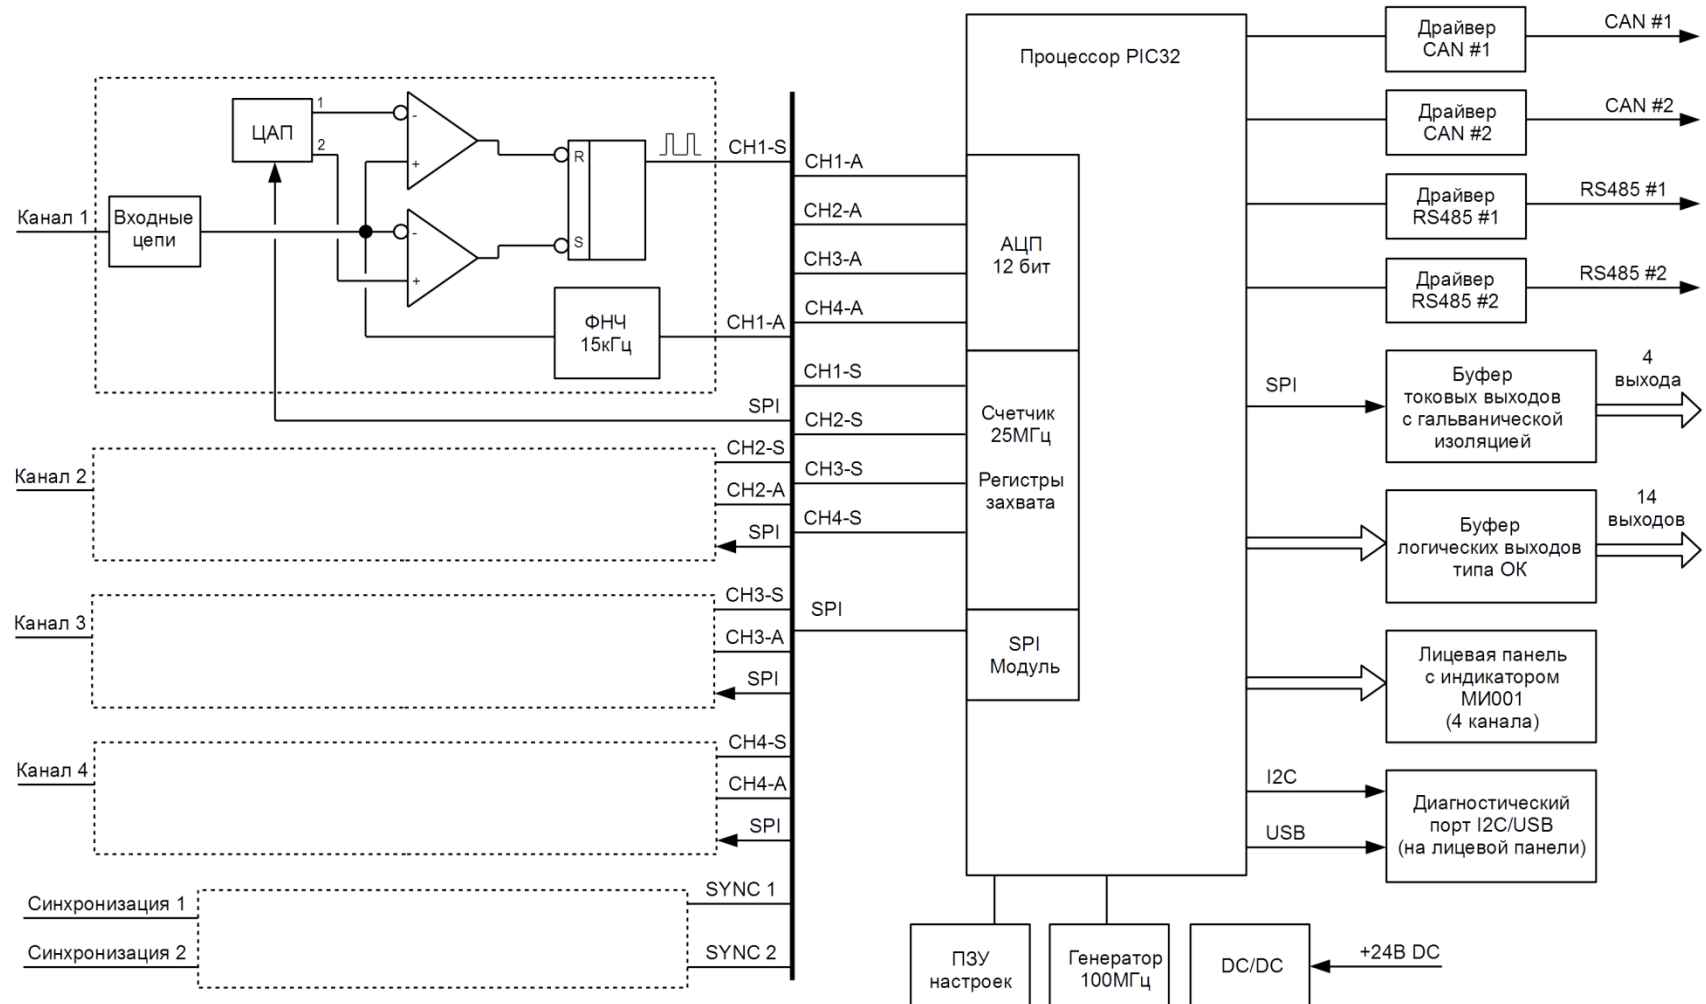 Канал 1
Входные
цепи
ЦАП
1
2
-
+
-
+
R
S
ФНЧ
15кГц
CH1-S
CH1-A
SPI
Канал 2
CH2-S
CH2-A
SPI
Канал 3
CH3-S
CH3-A
SPI
Канал 4
CH4-S
CH4-A
SPI
Синхронизация 1
Синхронизация 2
SYNC 1
SYNC 2
CH1-A
CH2-A
CH3-A
CH4-A
CH1-S
CH2-S
CH3-S
CH4-S
SPI
Процессор PIC32
АЦП
12 бит
Счетчик
25МГц
Регистры
захвата
SPI
Модуль
ПЗУ
настроек
Генератор
100МГц
DC/DC
+24В DC
Драйвер
CAN #1
CAN #1
Драйвер
CAN #2
CAN #2
Драйвер
RS485 #1
RS485 #1
Драйвер
RS485 #2
RS485 #2
SPI
Буфер
токовых выходов
с гальванической
изоляцией
4
выхода
Буфер
логических выходов
типа ОК
14
выходов
Лицевая панель
с индикатором
МИ001
(4 канала)
I2C
USB
Диагностический
порт I2C/USB
(на лицевой панели)